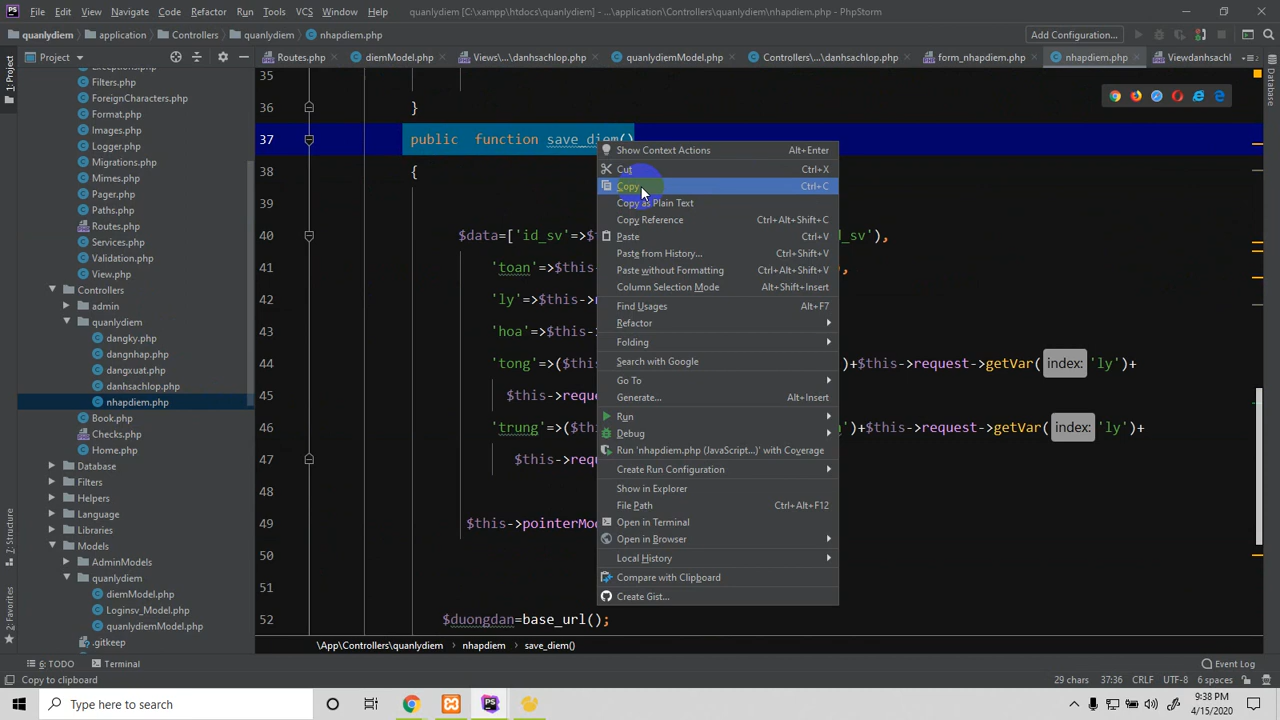 File Edit View Navigate Code Refactor Run Tools VCS Window Help quanlydiem [C:\xampp\htdocs\quanlydiem] - ...\application\Controllers\quanlydiem\nhapdiem.php - PhpStorm
quanlydiem application Controllers quanlydiem nhapdiem.php Add Configuration...
Project Routes.php diemModel.php Views\...\danhsachlop.php quanlydiemModel.php Controllers\...\danhsachlop.php form_nhapdiem.php nhapdiem.php Viewdanhsachl
1: Project
Database
Exceptions.php
Filters.php
ForeignCharacters.php
Format.php
Images.php
Logger.php
Migrations.php
Mimes.php
Pager.php
Paths.php
Routes.php
Services.php
Validation.php
View.php
Controllers
admin
quanlydiem
dangky.php
dangnhap.php
dangxuat.php
danhsachlop.php
nhapdiem.php
Book.php
Checks.php
Home.php
Database
Filters
Helpers
Language
Libraries
Models
AdminModels
quanlydiem
diemModel.php
Loginsv_Model.php
quanlydiemModel.php
.gitkeep
7: Structure
2: Favorites
35
36 }
37 public function save_diem()
38 {
39
40 $data=['id_sv'=>$t d_sv'),
41 'toan'=>$this- ,
42 'ly'=>$this->r
43 'hoa'=>$this->
44 'tong'=>($this )+$this->request->getVar( index: 'ly')+
45 $this->reque
46 'trung'=>($thi ')+$this->request->getVar( index: 'ly')+
47 $this->requ
48
49 $this->pointerMo
50
51
52 $duongdan=base_url();
Show Context Actions Alt+Enter
Cut Ctrl+X
Copy Ctrl+C
Copy as Plain Text
Copy Reference Ctrl+Alt+Shift+C
Paste Ctrl+V
Paste from History... Ctrl+Shift+V
Paste without Formatting Ctrl+Alt+Shift+V
Column Selection Mode Alt+Shift+Insert
Find Usages Alt+F7
Refactor
Folding
Search with Google
Go To
Generate... Alt+Insert
Run
Debug
Run 'nhapdiem.php (JavaScript...)' with Coverage
Create Run Configuration
Show in Explorer
File Path Ctrl+Alt+F12
Open in Terminal
Open in Browser
Local History
Compare with Clipboard
Create Gist...
\App\Controllers\quanlydiem nhapdiem save_diem()
6: TODO Terminal Event Log
Copy to clipboard 29 chars 37:36 CRLF UTF-8 6 spaces
Type here to search 9:38 PM
4/15/2020